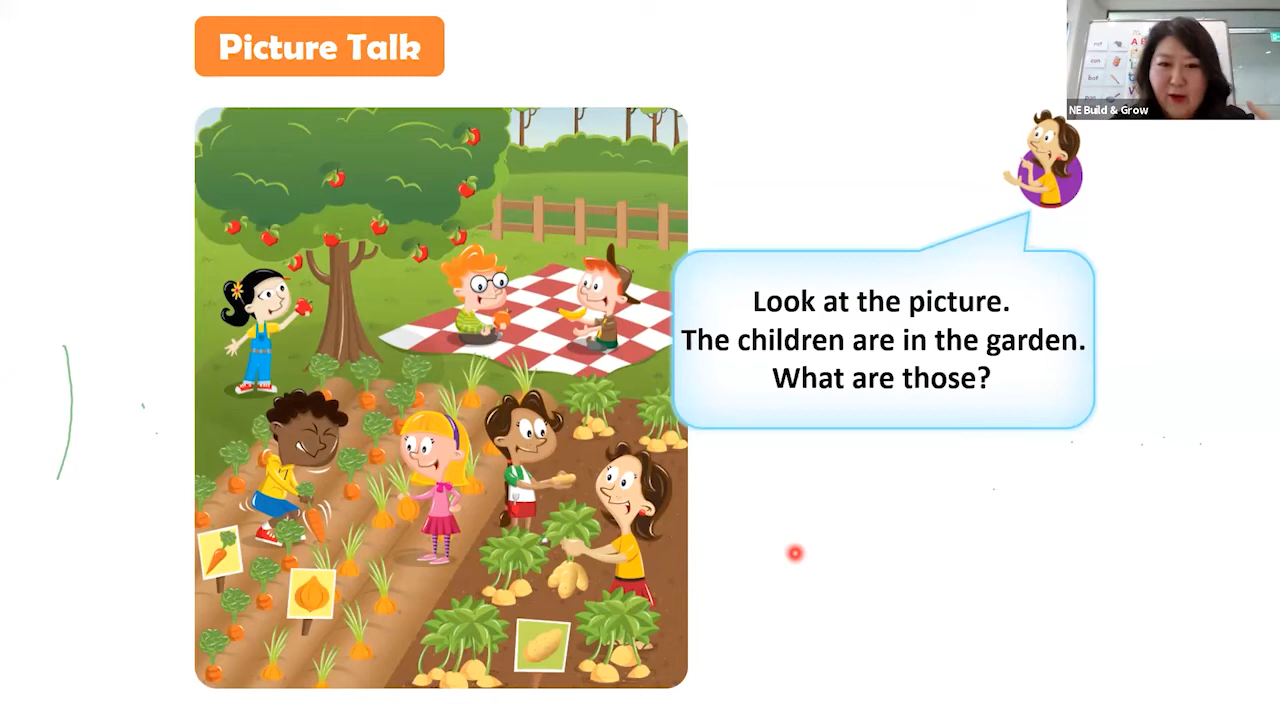 Picture Talk
NE Build & Grow
Look at the picture.
The children are in the garden.
What are those?